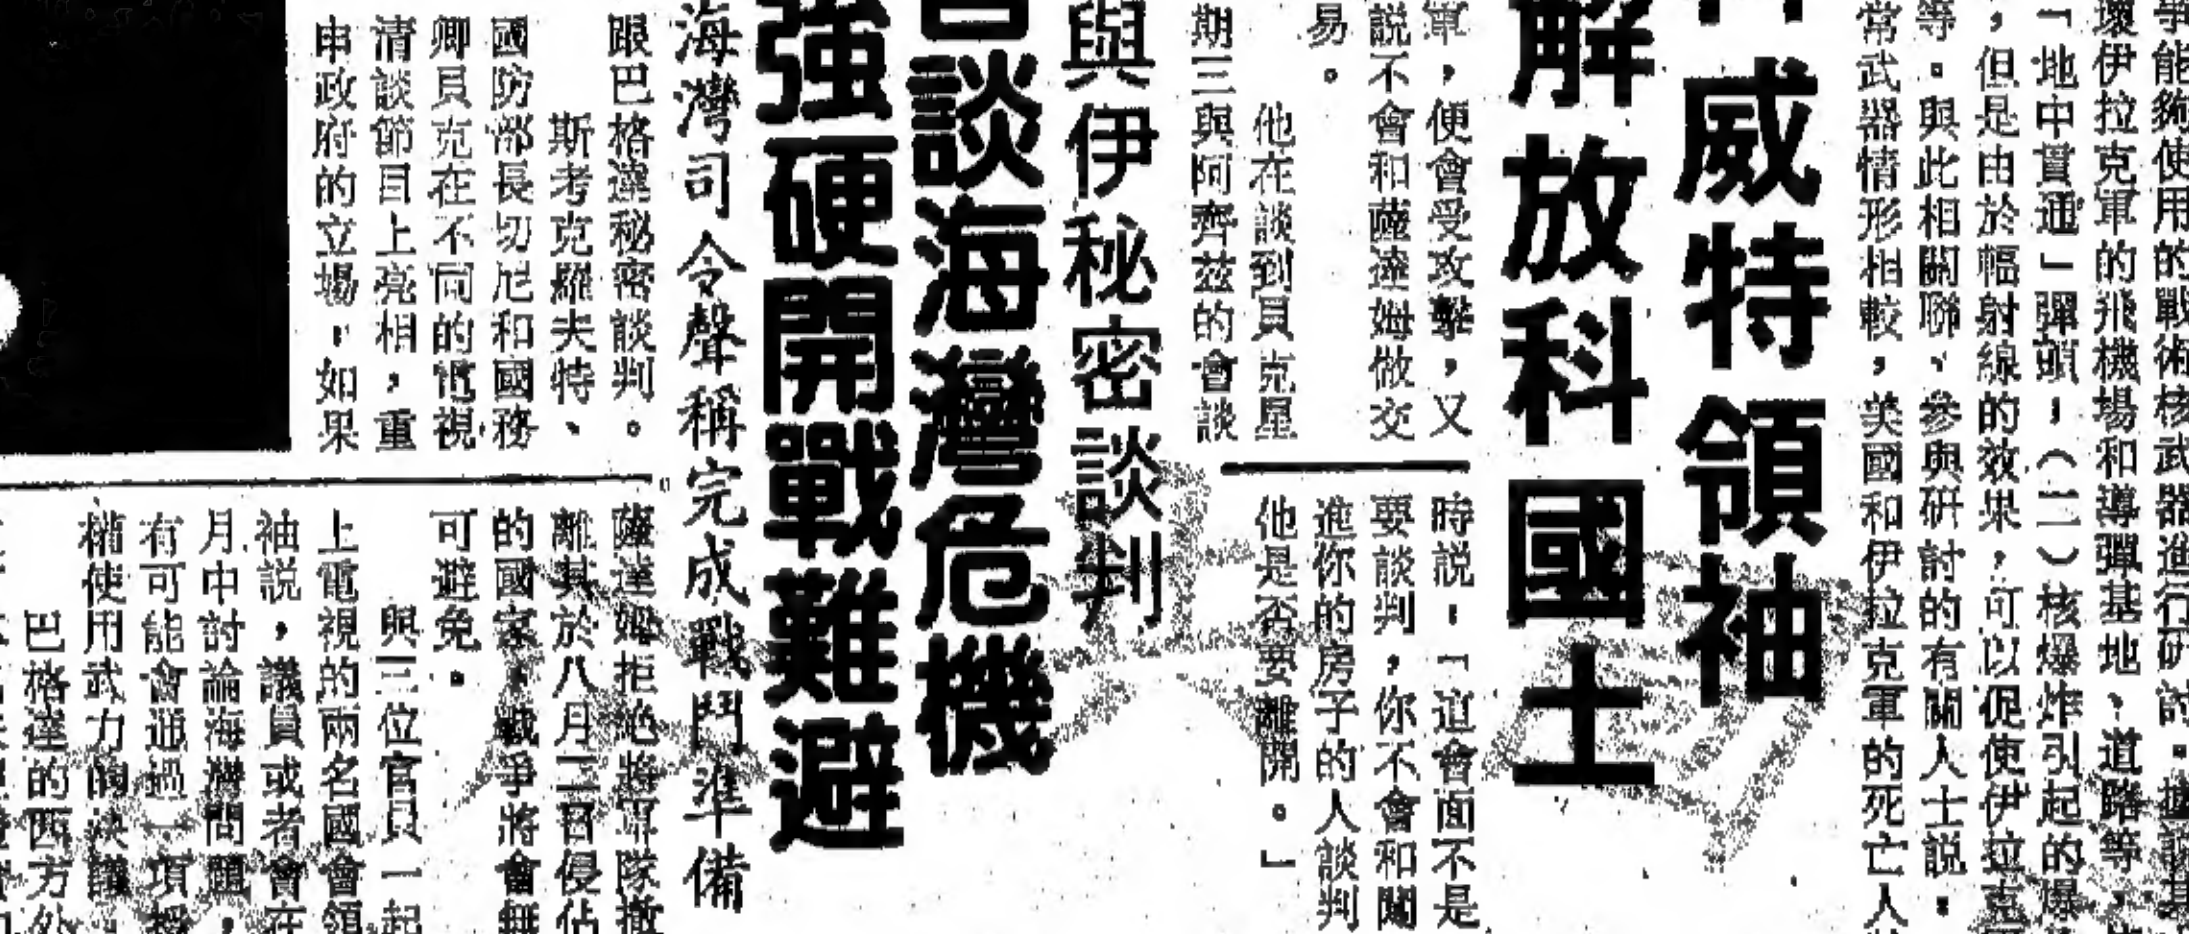 爭能夠使用的戰術核武器進行研討。據説
壞伊拉克軍的飛機場和導彈基地、道路等，
「地中貫通」彈頭，（二）核爆炸引起的爆
，但是由於輻射線的效果，可以促使伊拉克
等。與此相關聯、參與研討的有關人士説。
常武器情形相較，美國和伊拉克軍的死亡人
威特領袖
解放科國土
軍，便會受攻擊，又
説不會和薩達姆做交
易。
他在談到貝克星
期三與阿齊茲的會談
時説，「這會面不是
要談判，你不會和闖
進你的房子的人談判
他是否要離開。」
與伊秘密談判
談海灣危機
強硬開戰難避
海灣司令聲稱完成戰鬥準備
跟巴格達秘密談判。
斯考克羅夫特、
國防部長切尼和國務
卿貝克在不同的電視
清談節目上亮相，重
申政府的立場，如果
薩達姆拒絕將軍隊撤
離其於八月二日侵佔
的國家，戰爭將會無
可避免。
與三位官員一起
上電視的兩名國會領
袖説，議員或者會在
月中討論海灣問題，
有可能會通過一項授
權使用武力的決議。
巴格達的西方外